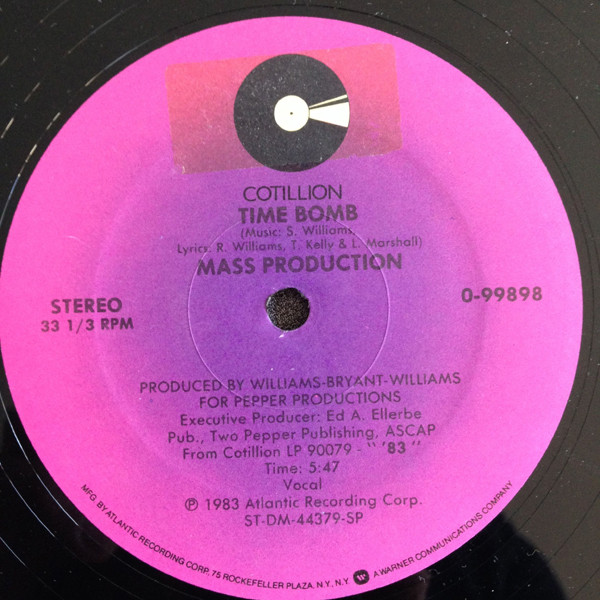 COTILLION
TIME BOMB
(Music: S. Williams,
Lyrics: R. Williams, T. Kelly & L. Marshall)
MASS PRODUCTION
STEREO
33 1/3 RPM
0-99898
PRODUCED BY WILLIAMS-BRYANT-WILLIAMS
FOR PEPPER PRODUCTIONS
Executive Producer: Ed A. Ellerbe
Pub., Two Pepper Publishing, ASCAP
From Cotillion LP 90079 - " '83 "
Time: 5:47
Vocal
℗ 1983 Atlantic Recording Corp.
ST-DM-44379-SP
MFG. BY ATLANTIC RECORDING CORP., 75 ROCKEFELLER PLAZA, N.Y., N.Y. A WARNER COMMUNICATIONS COMPANY